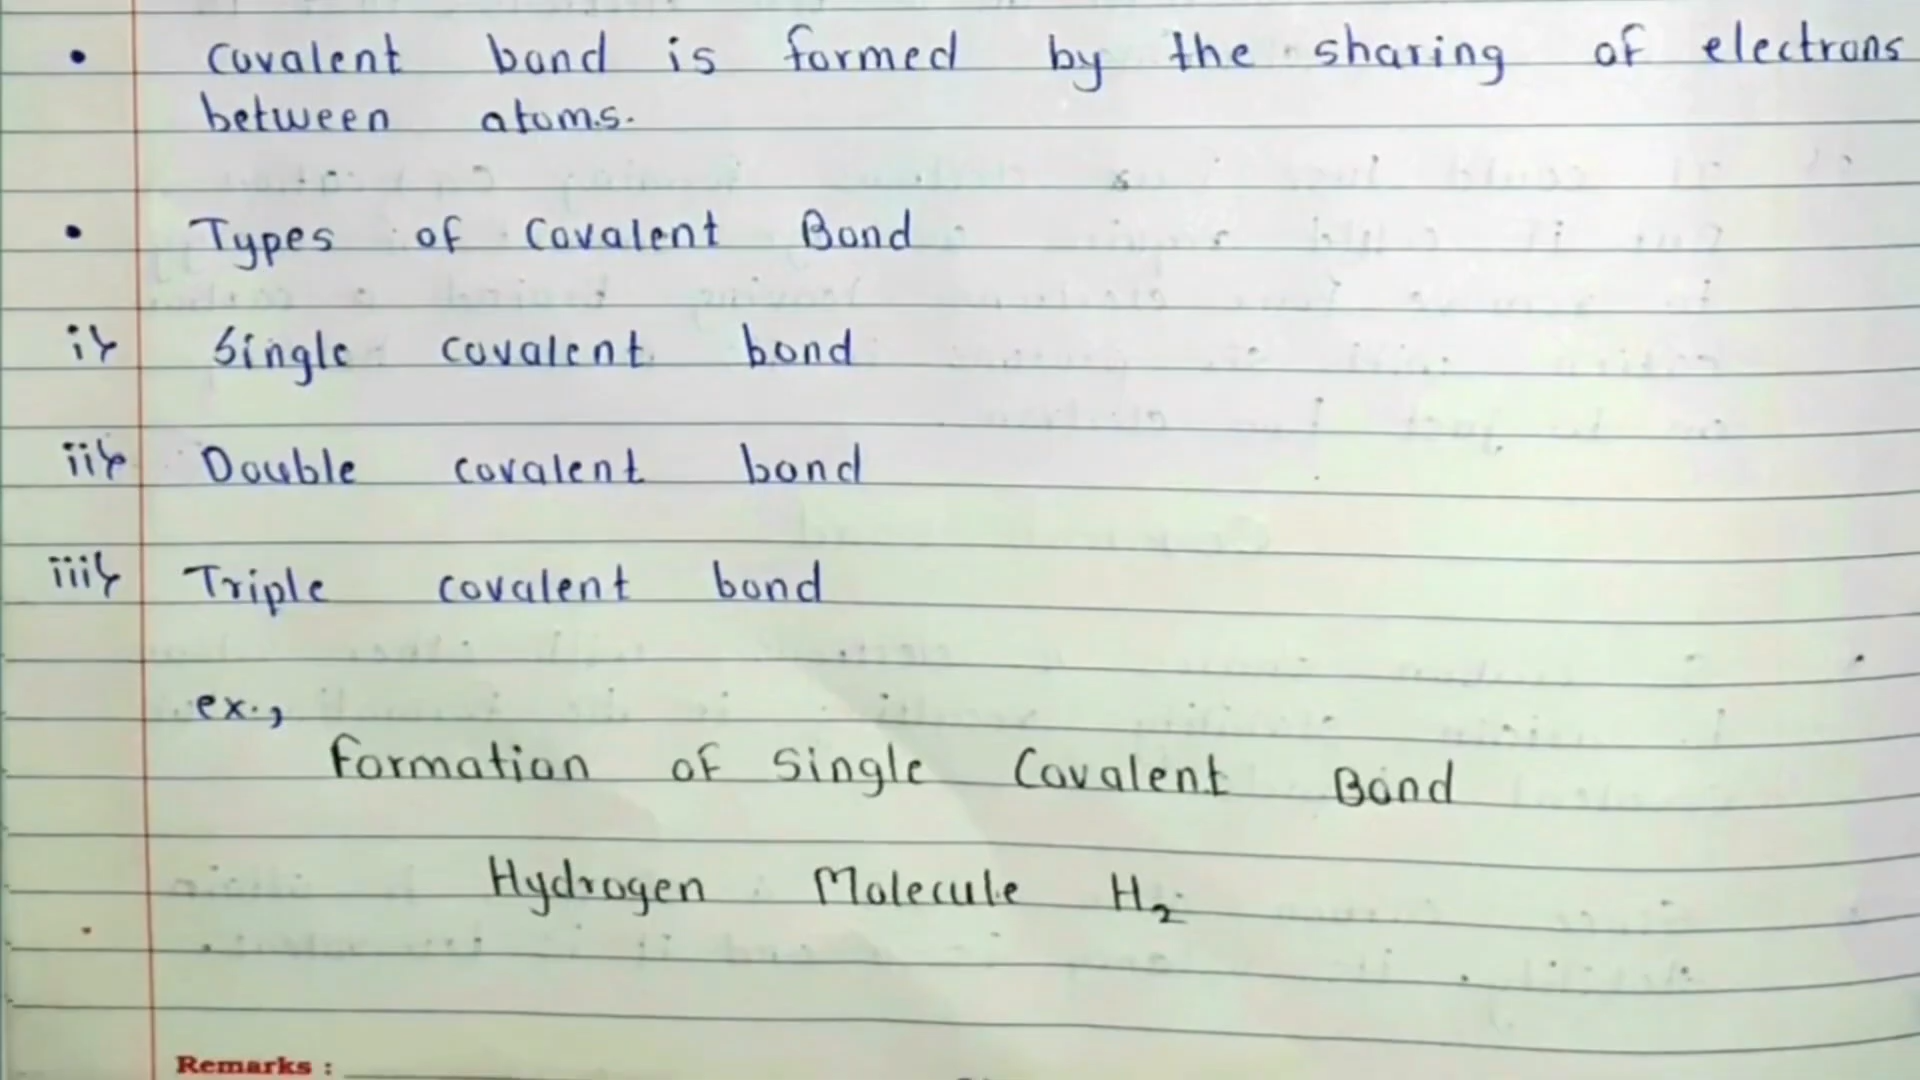 • Covalent bond is formed by the sharing of electrons
between atoms.
• Types of Covalent Bond
i) Single covalent bond
ii) Double covalent bond
iii) Triple covalent bond
ex.,
Formation of Single Covalent Bond
Hydrogen Molecule H₂
Remarks :